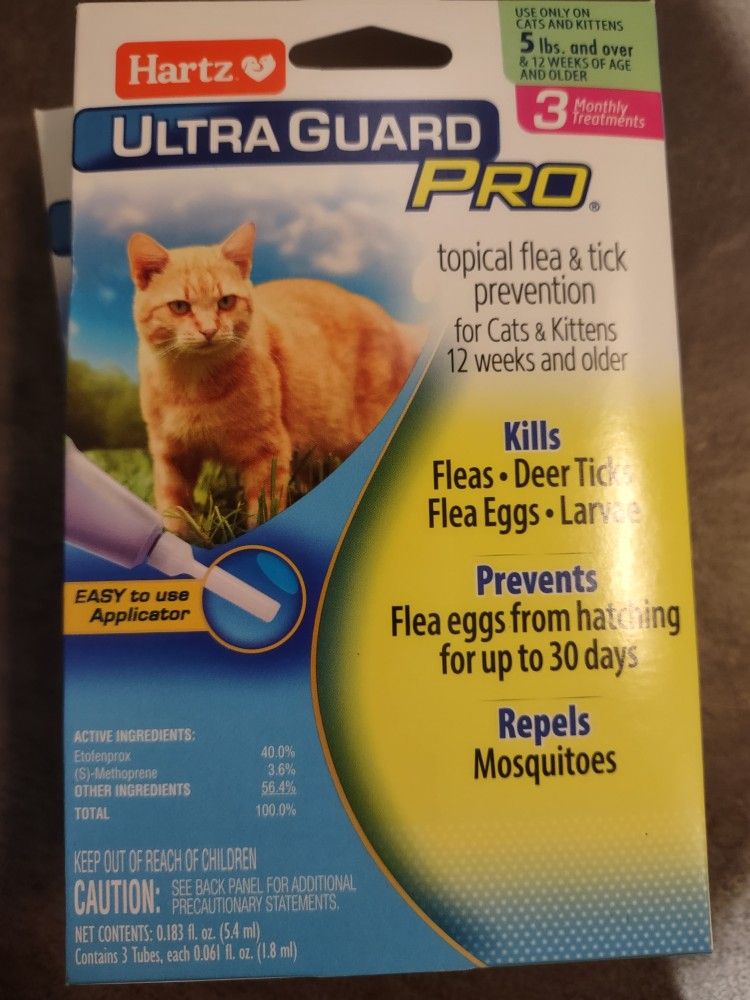 Hartz
USE ONLY ON
CATS AND KITTENS
5 lbs. and over
& 12 WEEKS OF AGE
AND OLDER
3 Monthly
Treatments
ULTRA GUARD
PRO®
topical flea & tick
prevention
for Cats & Kittens
12 weeks and older
Kills
Fleas • Deer Ticks
Flea Eggs • Larvae
Prevents
Flea eggs from hatching
for up to 30 days
Repels
Mosquitoes
EASY to use
Applicator
ACTIVE INGREDIENTS:
Etofenprox 40.0%
(S)-Methoprene 3.6%
OTHER INGREDIENTS 56.4%
TOTAL 100.0%
KEEP OUT OF REACH OF CHILDREN
CAUTION: SEE BACK PANEL FOR ADDITIONAL
PRECAUTIONARY STATEMENTS.
NET CONTENTS: 0.183 fl. oz. (5.4 ml)
Contains 3 Tubes, each 0.061 fl. oz. (1.8 ml)